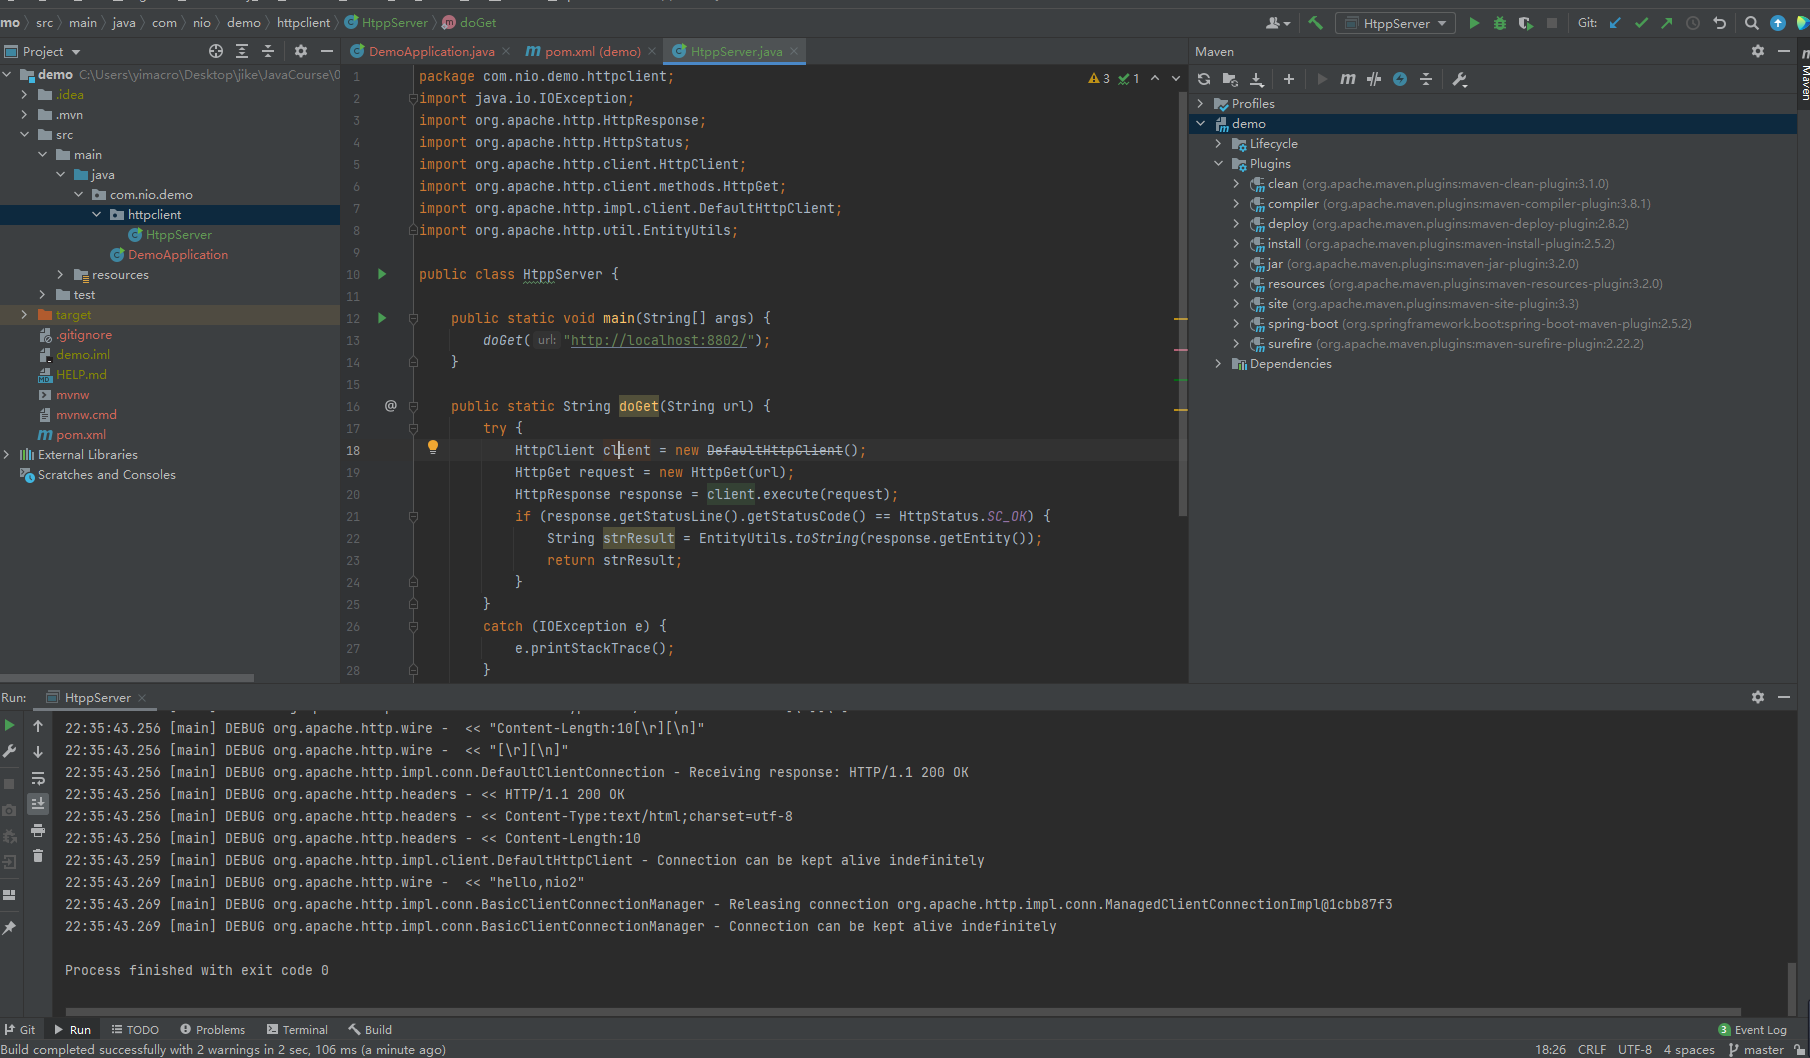 mo > src > main > java > com > nio > demo > httpclient > HtppServer > doGet
HtppServer
Git:
Project
DemoApplication.java
pom.xml (demo)
HtppServer.java
Maven
demo C:\Users\yimacro\Desktop\jike\JavaCourse\0
.idea
.mvn
src
main
java
com.nio.demo
httpclient
HtppServer
DemoApplication
resources
test
target
.gitignore
demo.iml
HELP.md
mvnw
mvnw.cmd
pom.xml
External Libraries
Scratches and Consoles
3 1
1 package com.nio.demo.httpclient;
2 import java.io.IOException;
3 import org.apache.http.HttpResponse;
4 import org.apache.http.HttpStatus;
5 import org.apache.http.client.HttpClient;
6 import org.apache.http.client.methods.HttpGet;
7 import org.apache.http.impl.client.DefaultHttpClient;
8 import org.apache.http.util.EntityUtils;
9
10 public class HtppServer {
11
12 public static void main(String[] args) {
13 doGet( url: "http://localhost:8802/");
14 }
15
16 @ public static String doGet(String url) {
17 try {
18 HttpClient client = new DefaultHttpClient();
19 HttpGet request = new HttpGet(url);
20 HttpResponse response = client.execute(request);
21 if (response.getStatusLine().getStatusCode() == HttpStatus.SC_OK) {
22 String strResult = EntityUtils.toString(response.getEntity());
23 return strResult;
24 }
25 }
26 catch (IOException e) {
27 e.printStackTrace();
28 }
Profiles
demo
Lifecycle
Plugins
clean (org.apache.maven.plugins:maven-clean-plugin:3.1.0)
compiler (org.apache.maven.plugins:maven-compiler-plugin:3.8.1)
deploy (org.apache.maven.plugins:maven-deploy-plugin:2.8.2)
install (org.apache.maven.plugins:maven-install-plugin:2.5.2)
jar (org.apache.maven.plugins:maven-jar-plugin:3.2.0)
resources (org.apache.maven.plugins:maven-resources-plugin:3.2.0)
site (org.apache.maven.plugins:maven-site-plugin:3.3)
spring-boot (org.springframework.boot:spring-boot-maven-plugin:2.5.2)
surefire (org.apache.maven.plugins:maven-surefire-plugin:2.22.2)
Dependencies
Maven
Run: HtppServer
22:35:43.256 [main] DEBUG org.apache.http.wire -  << "Content-Length:10[\r][\n]"
22:35:43.256 [main] DEBUG org.apache.http.wire -  << "[\r][\n]"
22:35:43.256 [main] DEBUG org.apache.http.impl.conn.DefaultClientConnection - Receiving response: HTTP/1.1 200 OK
22:35:43.256 [main] DEBUG org.apache.http.headers - << HTTP/1.1 200 OK
22:35:43.256 [main] DEBUG org.apache.http.headers - << Content-Type:text/html;charset=utf-8
22:35:43.256 [main] DEBUG org.apache.http.headers - << Content-Length:10
22:35:43.259 [main] DEBUG org.apache.http.impl.client.DefaultHttpClient - Connection can be kept alive indefinitely
22:35:43.269 [main] DEBUG org.apache.http.wire -  << "hello,nio2"
22:35:43.269 [main] DEBUG org.apache.http.impl.conn.BasicClientConnectionManager - Releasing connection org.apache.http.impl.conn.ManagedClientConnectionImpl@1cbb87f3
22:35:43.269 [main] DEBUG org.apache.http.impl.conn.BasicClientConnectionManager - Connection can be kept alive indefinitely
Process finished with exit code 0
Git Run TODO Problems Terminal Build 3 Event Log
Build completed successfully with 2 warnings in 2 sec, 106 ms (a minute ago) 18:26 CRLF UTF-8 4 spaces master